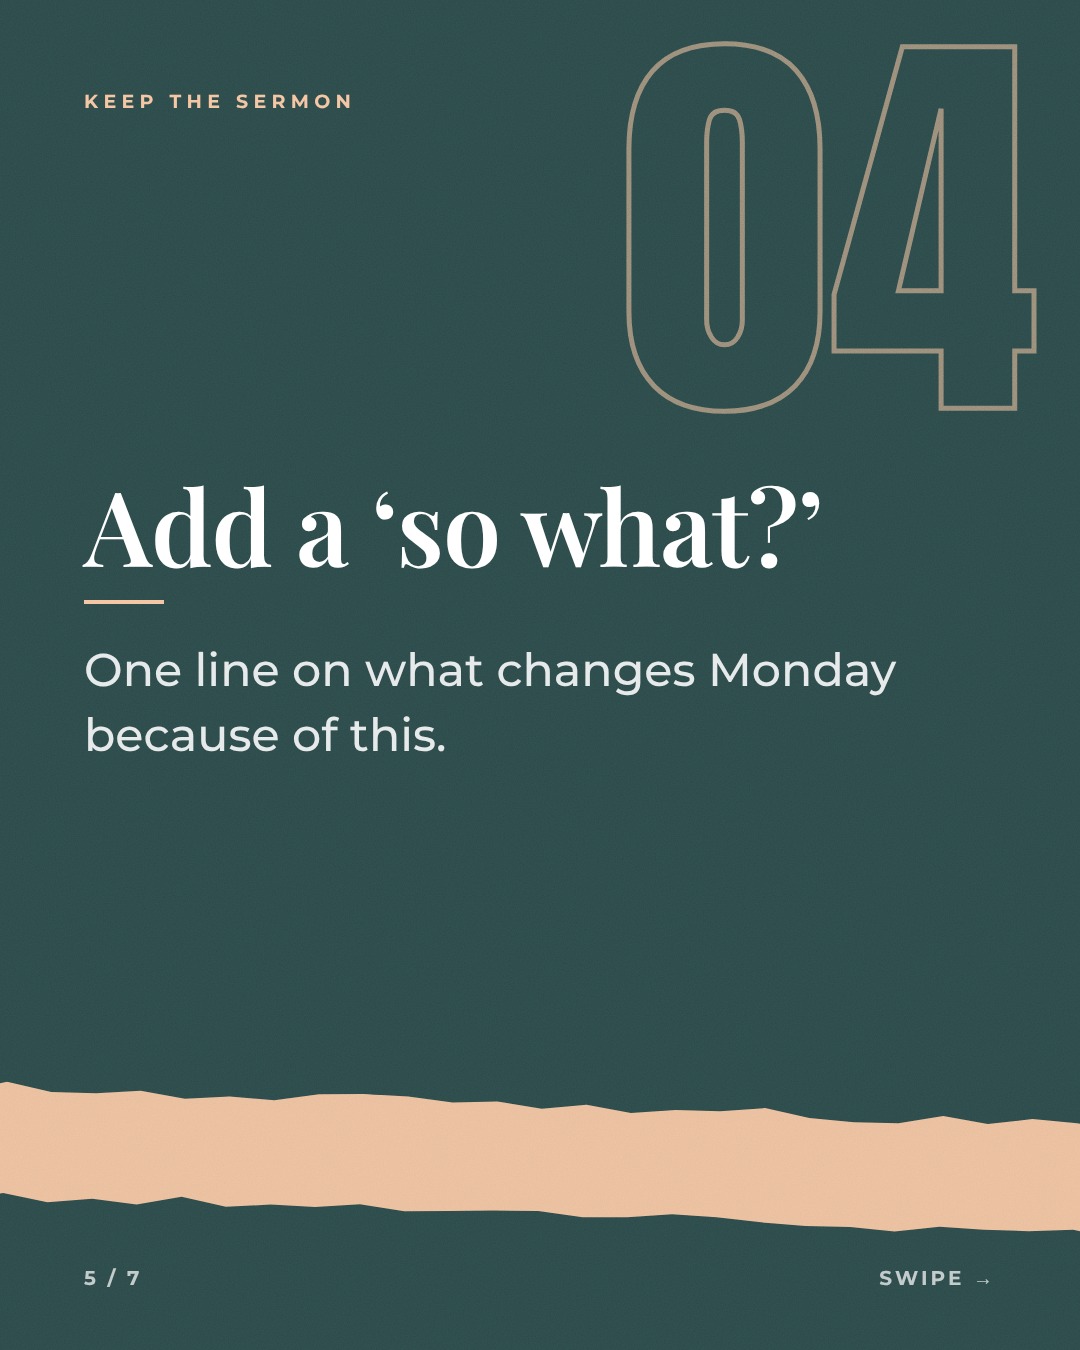 KEEP THE SERMON
04
Add a ‘so what?’
One line on what changes Monday
because of this.
5 / 7
SWIPE →